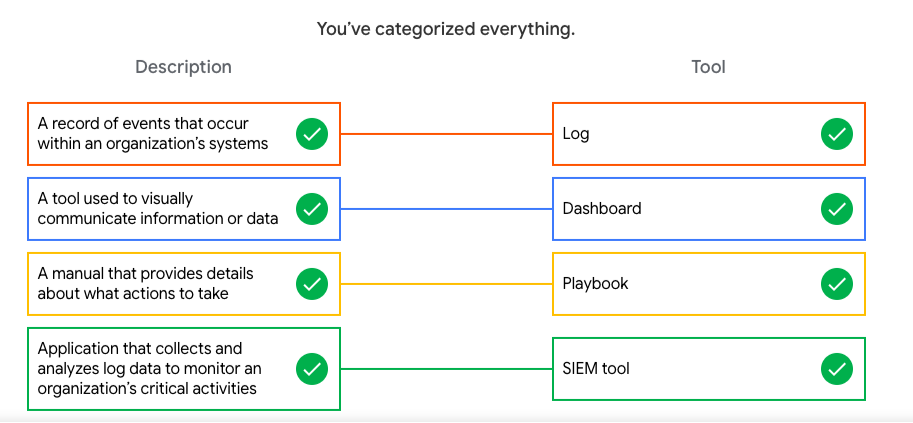 You’ve categorized everything.
Description
Tool
A record of events that occur
within an organization’s systems
Log
A tool used to visually
communicate information or data
Dashboard
A manual that provides details
about what actions to take
Playbook
Application that collects and
analyzes log data to monitor an
organization’s critical activities
SIEM tool